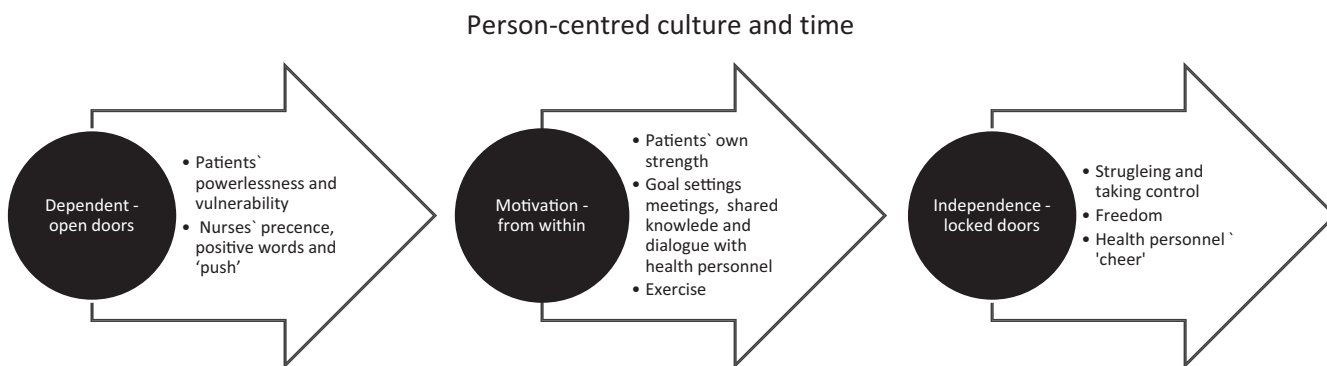 Person-centred culture and time
Dependent -
open doors
• Patients`
powerlessness and
vulnerability
• Nurses` precence,
positive words and
‘push’
Motivation -
from within
• Patients` own
strength
• Goal settings
meetings, shared
knowlede and
dialogue with
health personnel
• Exercise
Independence -
locked doors
• Strugleing and
taking control
• Freedom
• Health personnel `
'cheer'